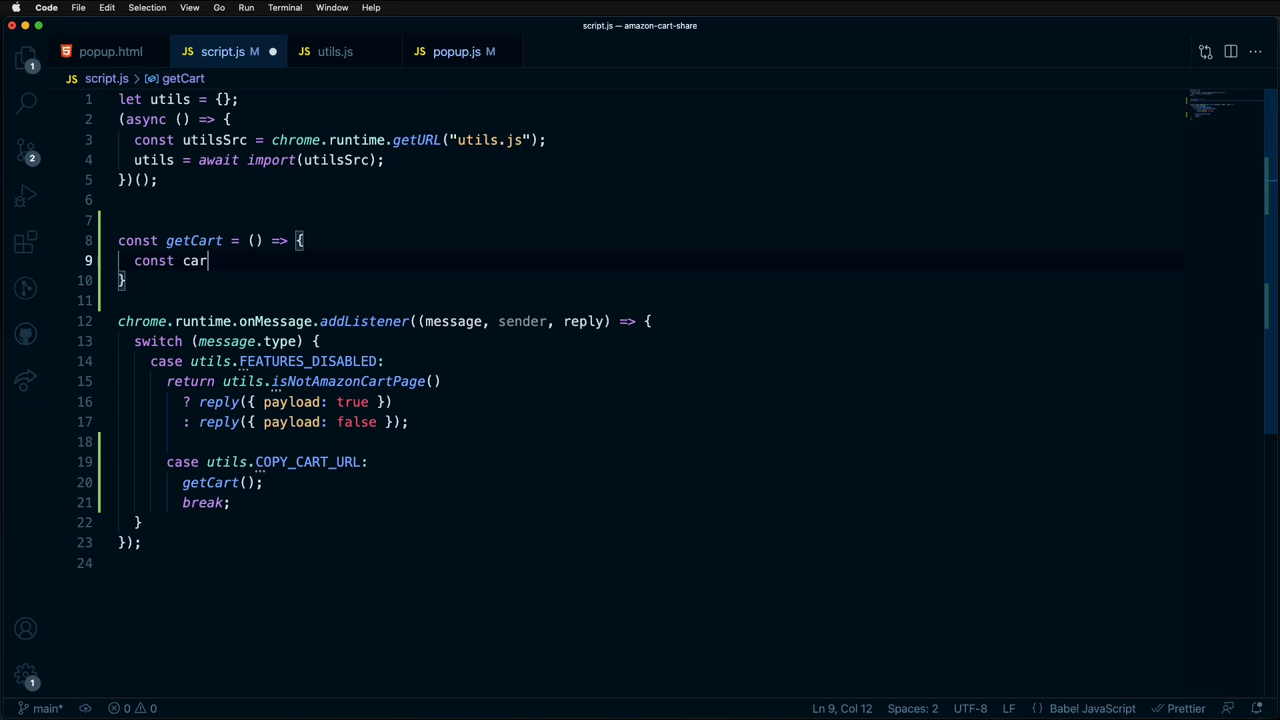 Code File Edit Selection View Go Run Terminal Window Help
script.js — amazon-cart-share
popup.html JS script.js M JS utils.js JS popup.js M
JS script.js > getCart
1 let utils = {};
2 (async () => {
3 const utilsSrc = chrome.runtime.getURL("utils.js");
4 utils = await import(utilsSrc);
5 })();
6
7
8 const getCart = () => {
9 const car
10 }
11
12 chrome.runtime.onMessage.addListener((message, sender, reply) => {
13 switch (message.type) {
14 case utils.FEATURES_DISABLED:
15 return utils.isNotAmazonCartPage()
16 ? reply({ payload: true })
17 : reply({ payload: false });
18
19 case utils.COPY_CART_URL:
20 getCart();
21 break;
22 }
23 });
24
1
2
1
main* 0 0 Ln 9, Col 12 Spaces: 2 UTF-8 LF {} Babel JavaScript Prettier